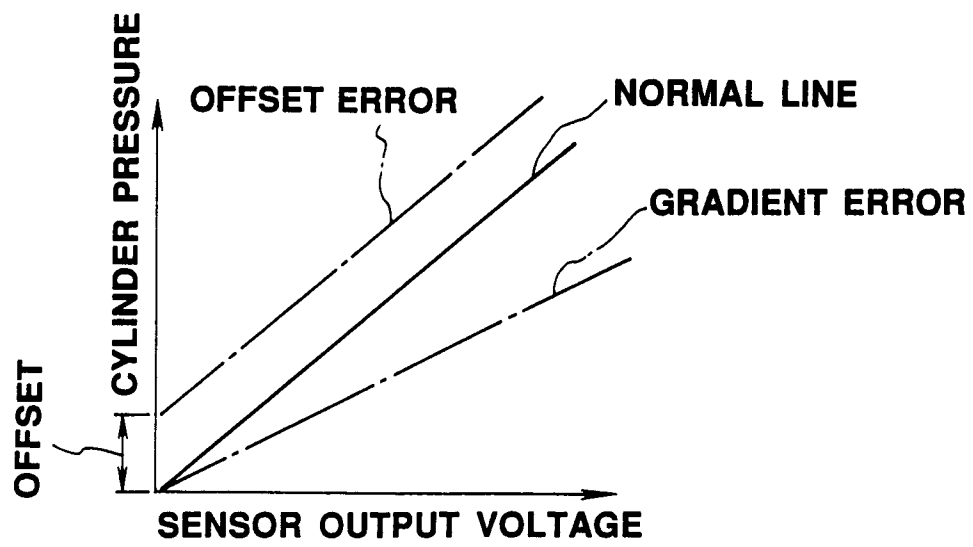 CYLINDER PRESSURE
OFFSET ERROR
NORMAL LINE
GRADIENT ERROR
OFFSET
SENSOR OUTPUT VOLTAGE